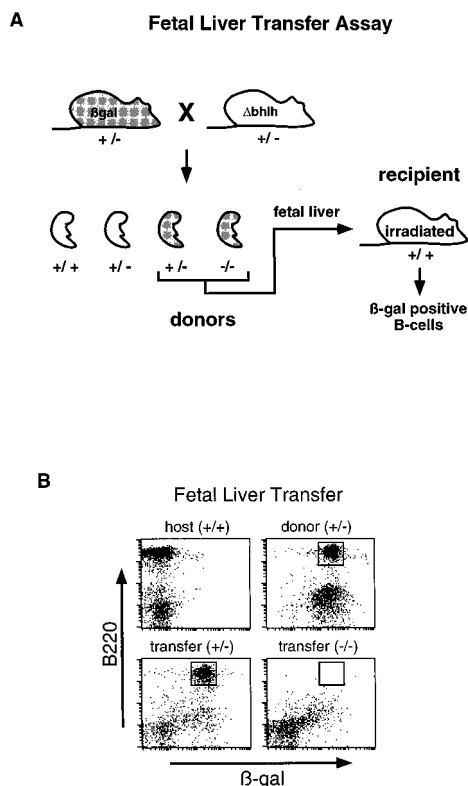 A
Fetal Liver Transfer Assay
ßgal
X
Δbhlh
+/-
+/-
recipient
fetal liver
irradiated
+/+
+/-
+/-
-/-
+/+
donors
ß-gal positive
B-cells
B
Fetal Liver Transfer
host (+/+)
donor (+/-)
transfer (+/-)
transfer (-/-)
B220
ß-gal